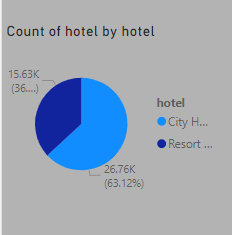 Count of hotel by hotel
15.63K
(36....)
hotel
City H...
Resort ...
26.76K
(63.12%)